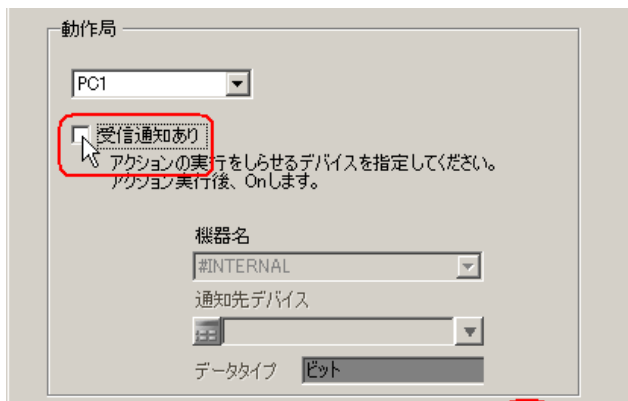 動作局
PC1
受信通知あり
アクションの実行をしらせるデバイスを指定してください。
アクション実行後、Onします。
機器名
#INTERNAL
通知先デバイス
データタイプ ビット